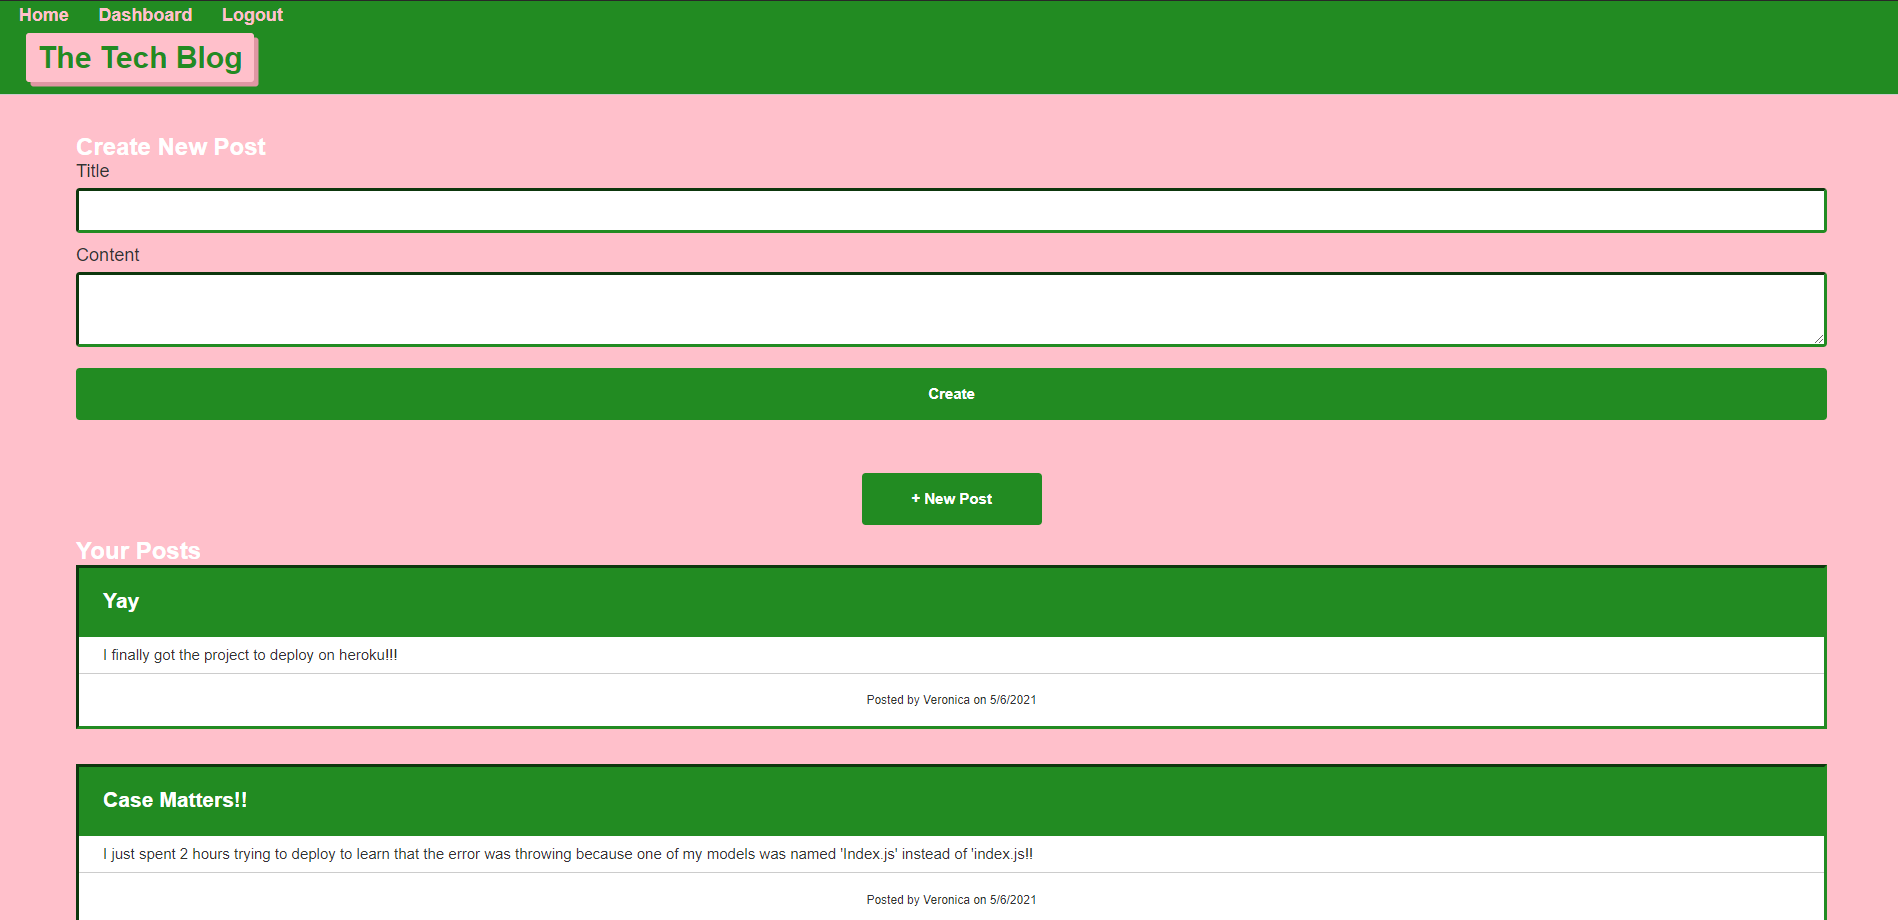 Home Dashboard Logout
The Tech Blog
Create New Post
Title
Content
Create
+ New Post
Your Posts
Yay
I finally got the project to deploy on heroku!!!
Posted by Veronica on 5/6/2021
Case Matters!!
I just spent 2 hours trying to deploy to learn that the error was throwing because one of my models was named 'Index.js' instead of 'index.js!!
Posted by Veronica on 5/6/2021